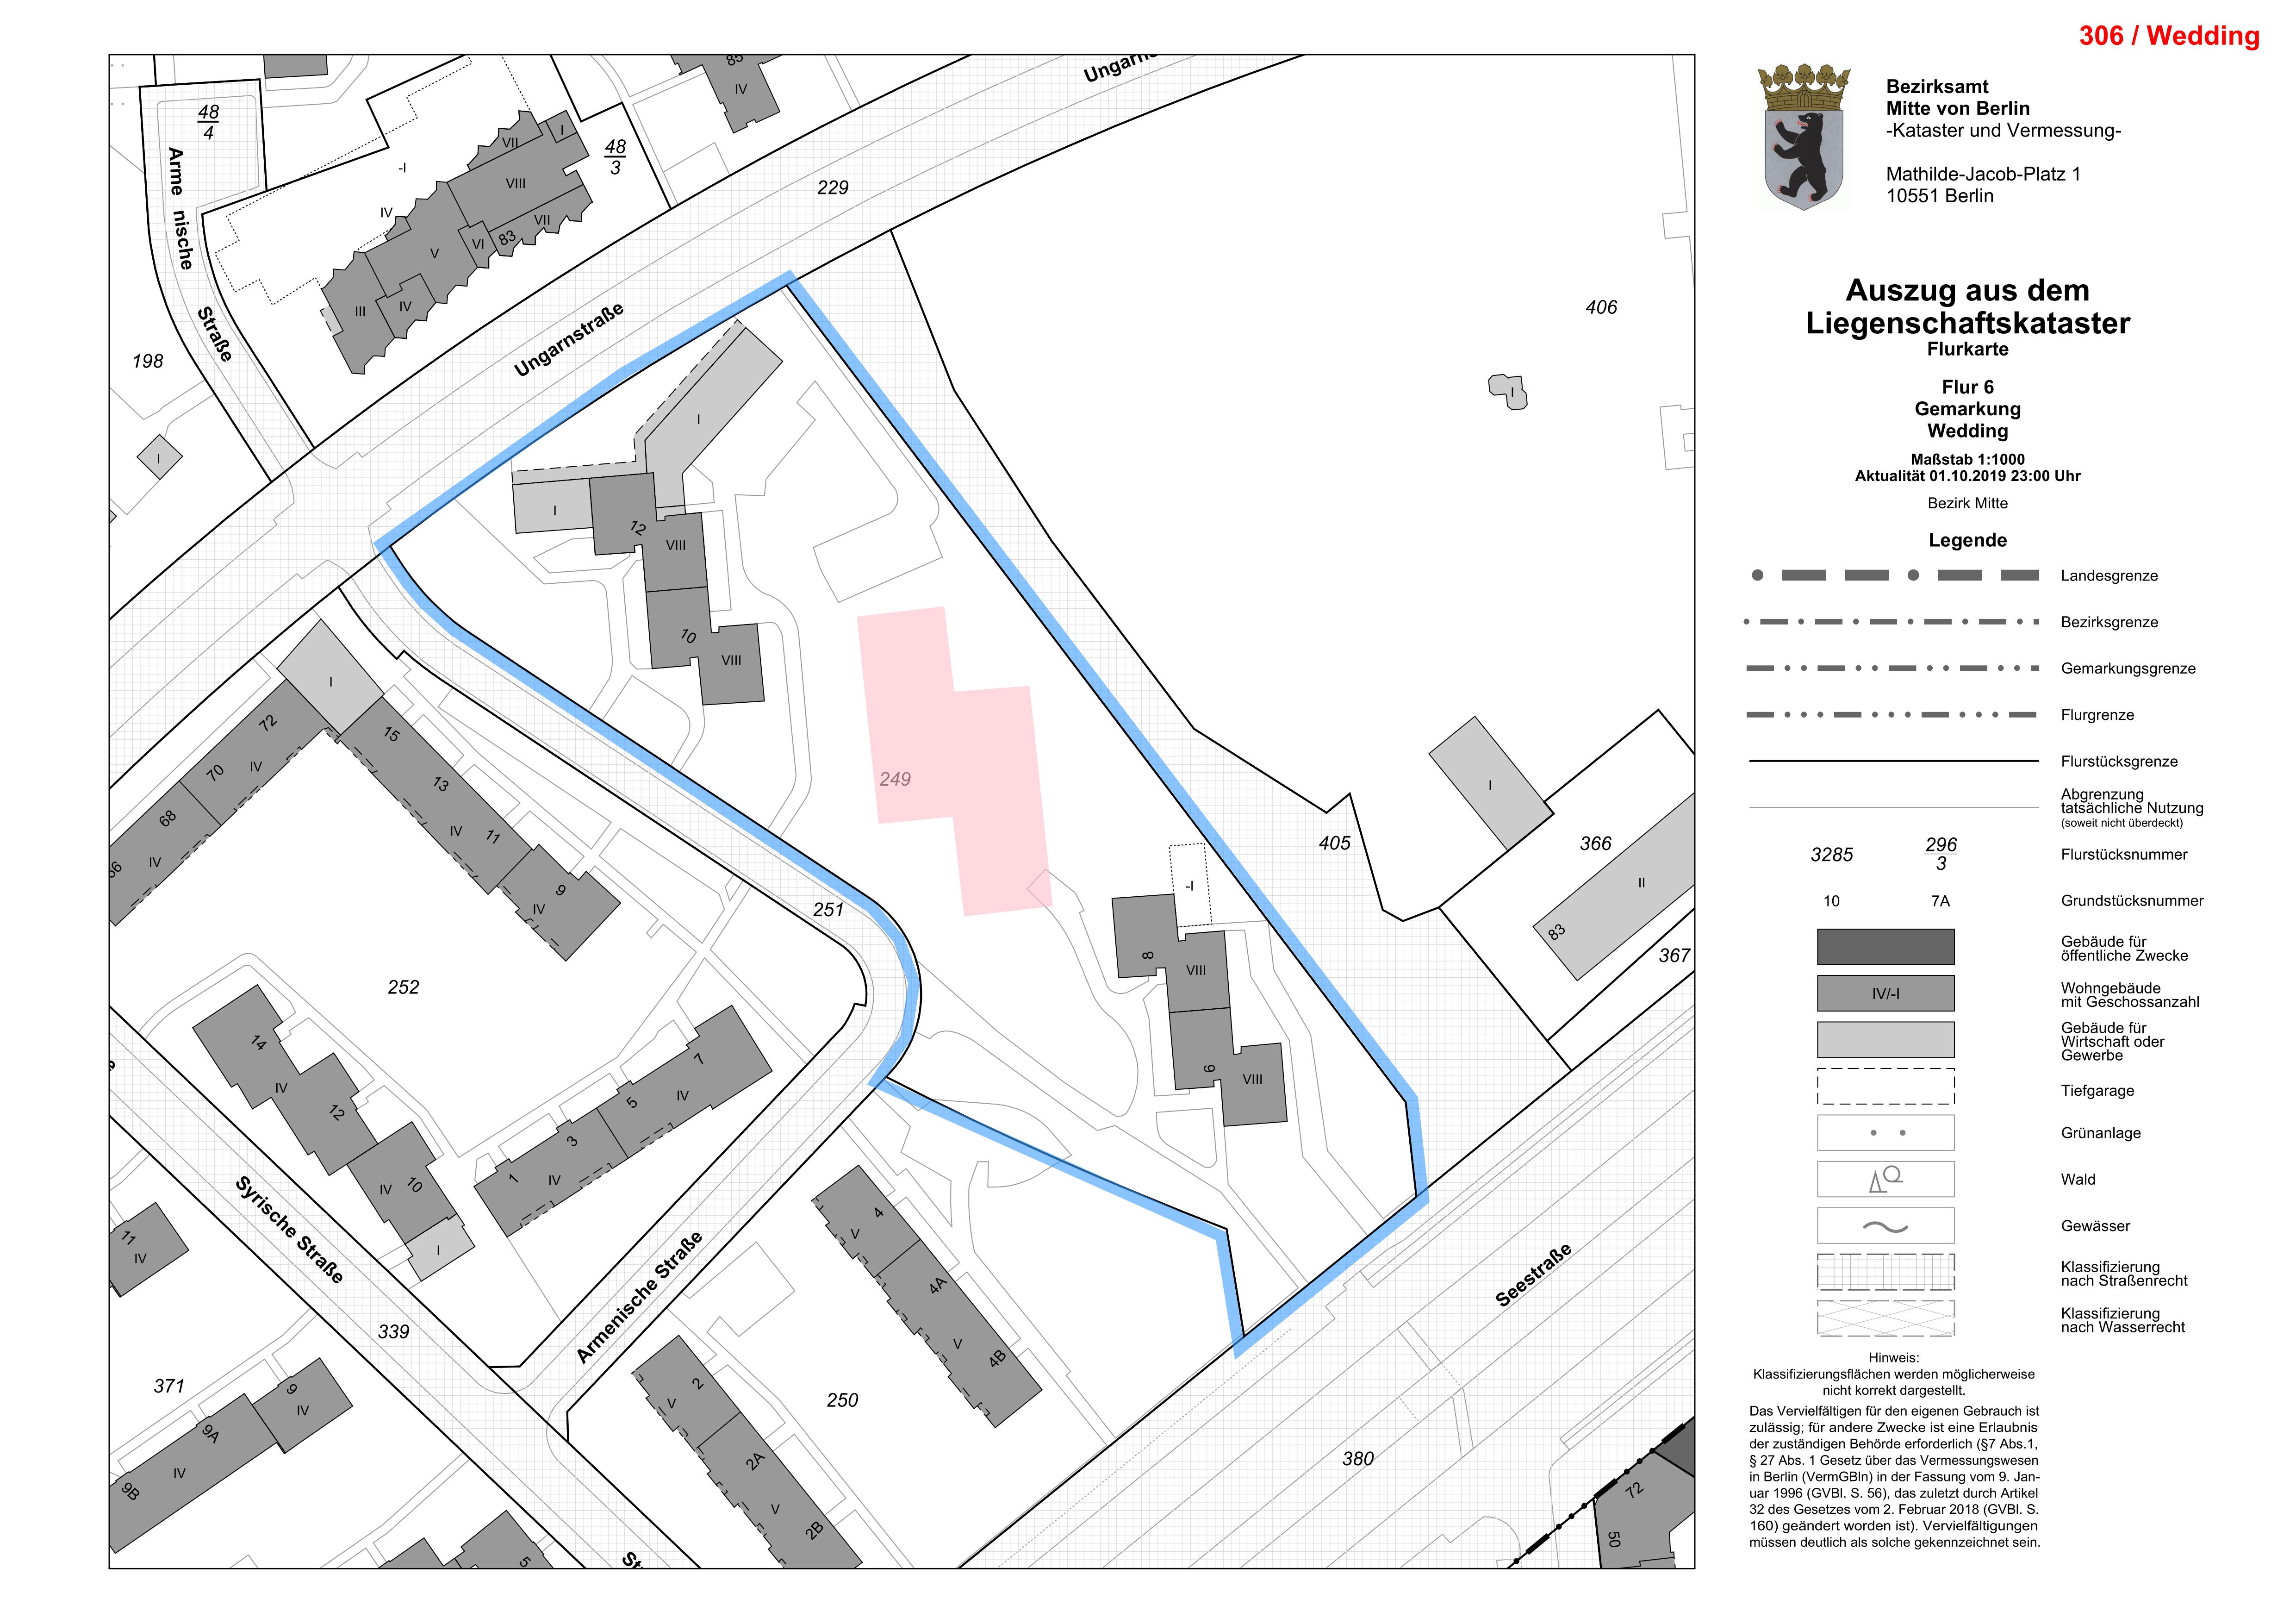 306 / Wedding
Bezirksamt
Mitte von Berlin
-Kataster und Vermessung-
Mathilde-Jacob-Platz 1
10551 Berlin
Auszug aus dem
Liegenschaftskataster
Flurkarte
Flur 6
Gemarkung
Wedding
Maßstab 1:1000
Aktualität 01.10.2019 23:00 Uhr
Bezirk Mitte
Legende
Landesgrenze
Bezirksgrenze
Gemarkungsgrenze
Flurgrenze
Flurstücksgrenze
Abgrenzung
tatsächliche Nutzung
(soweit nicht überdeckt)
3285 296/3 Flurstücksnummer
10 7A Grundstücksnummer
Gebäude für
öffentliche Zwecke
IV/-I Wohngebäude
mit Geschossanzahl
Gebäude für
Wirtschaft oder
Gewerbe
Tiefgarage
Grünanlage
Wald
Gewässer
Klassifizierung
nach Straßenrecht
Klassifizierung
nach Wasserrecht
Hinweis:
Klassifizierungsflächen werden möglicherweise
nicht korrekt dargestellt.
Das Vervielfältigen für den eigenen Gebrauch ist
zulässig; für andere Zwecke ist eine Erlaubnis
der zuständigen Behörde erforderlich (§7 Abs.1,
§ 27 Abs. 1 Gesetz über das Vermessungswesen
in Berlin (VermGBln) in der Fassung vom 9. Jan-
uar 1996 (GVBl. S. 56), das zuletzt durch Artikel
32 des Gesetzes vom 2. Februar 2018 (GVBl. S.
160) geändert worden ist). Vervielfältigungen
müssen deutlich als solche gekennzeichnet sein.
48/4
Arme nische
Straße
198
I
-I
IV
VII
I
VIII
VII
VI
83
V
IV
III
48/3
85
IV
229
Ungarnstraße
406
I
I
I
12
VIII
10
VIII
249
-I
8
VIII
6
VIII
405
I
366
II
83
367
I
72
70
IV
68
IV
66
15
13
IV
11
9
IV
251
252
14
IV
12
IV
10
I
1
3
IV
5
7
IV
11
IV
Syrische Straße
339
371
9
IV
9A
IV
9B
5
Armenische Straße
4
V
4A
V
4B
2
V
2A
V
2B
250
Seestraße
380
72
50